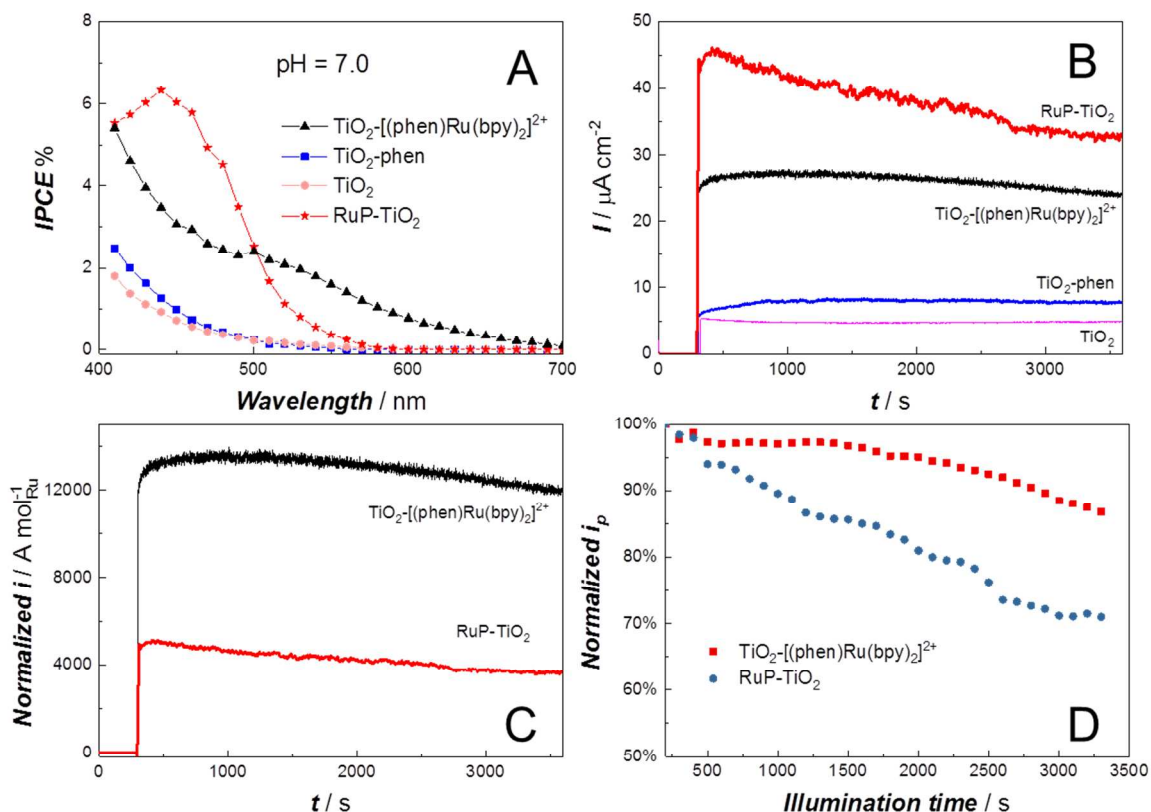 8
6
4
2
0
IPCE %
pH = 7.0
A
TiO₂-[(phen)Ru(bpy)₂]²⁺
TiO₂-phen
TiO₂
RuP-TiO₂
400
500
600
700
Wavelength / nm
50
40
30
20
10
0
I / μA cm⁻²
B
RuP-TiO₂
TiO₂-[(phen)Ru(bpy)₂]²⁺
TiO₂-phen
TiO₂
0
1000
2000
3000
t / s
12000
8000
4000
0
Normalized i / A mol⁻¹Ru
TiO₂-[(phen)Ru(bpy)₂]²⁺
RuP-TiO₂
C
0
1000
2000
3000
t / s
100%
90%
80%
70%
60%
50%
Normalized iₚ
TiO₂-[(phen)Ru(bpy)₂]²⁺
RuP-TiO₂
D
500
1000
1500
2000
2500
3000
3500
Illumination time / s